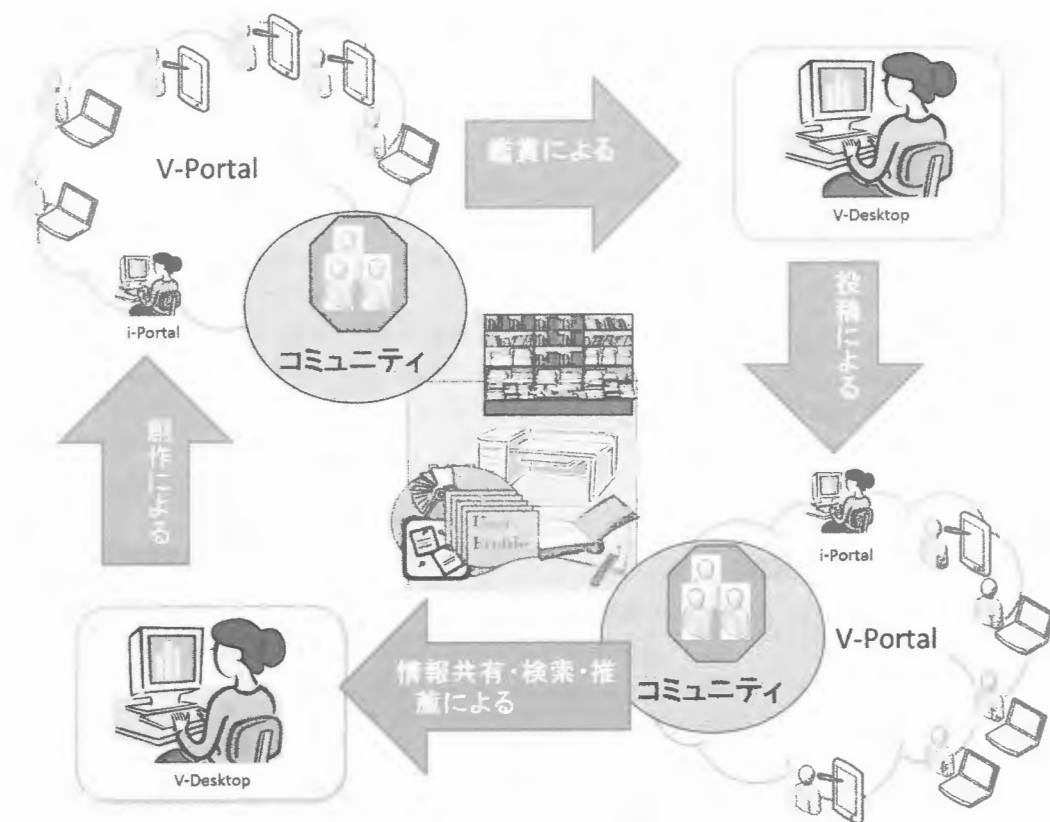 V-Portal
鑑賞による
V-Desktop
i-Portal
コミュニティ
投稿による
創作による
User
Profile
i-Portal
V-Portal
コミュニティ
情報共有・検索・推
薦による
V-Desktop